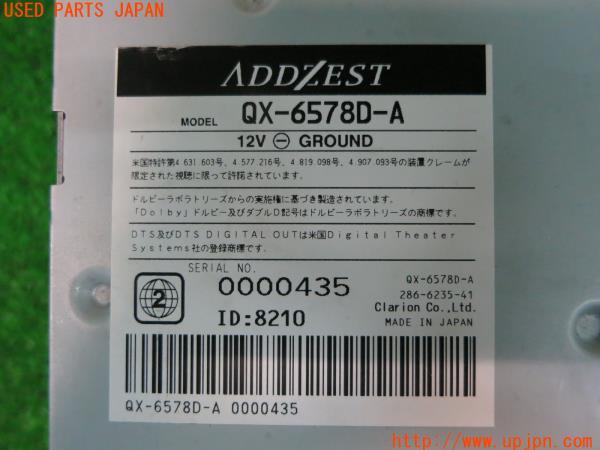 USED PARTS JAPAN
ADDZEST
MODEL QX-6578D-A
12V ⊖ GROUND
米国特許第4.631.603号、4.577.216号、4.819.098号、4.907.093号の装置クレームが
限定された視聴に限って許諾されています。
ドルビーラボラトリーズからの実施権に基づき製造されています。
「Dolby」ドルビー及びダブルD記号はドルビーラボラトリーズの商標です。
DTS及びDTS DIGITAL OUTは米国Digital Theater
Systems社の登録商標です。
SERIAL NO.
0000435
QX-6578D-A
286-6235-41
2
ID:8210
Clarion Co.,Ltd.
MADE IN JAPAN
QX-6578D-A 0000435
http://www.upjpn.com/